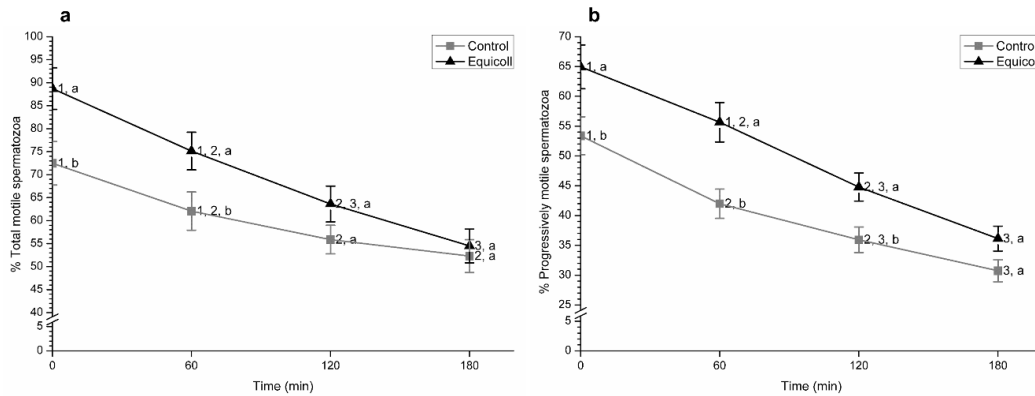 a
% Total motile spermatozoa
100
95
90
85
80
75
70
65
60
55
50
45
40
5
0
Control
Equicoll
1, a
1, b
1, 2, a
1, 2, b
2, 3, a
2, a
3, a
2, a
0 60 120 180
Time (min)
b
% Progressively motile spermatozoa
70
65
60
55
50
45
40
35
30
25
5
0
Contro
Equico
1, a
1, b
1, 2, a
2, b
2, 3, a
2, 3, b
3, a
3, a
0 60 120 180
Time (min)